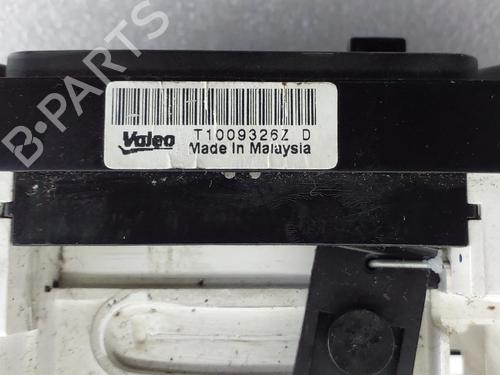 Valeo T1009326Z D
Made In Malaysia
B-PARTS